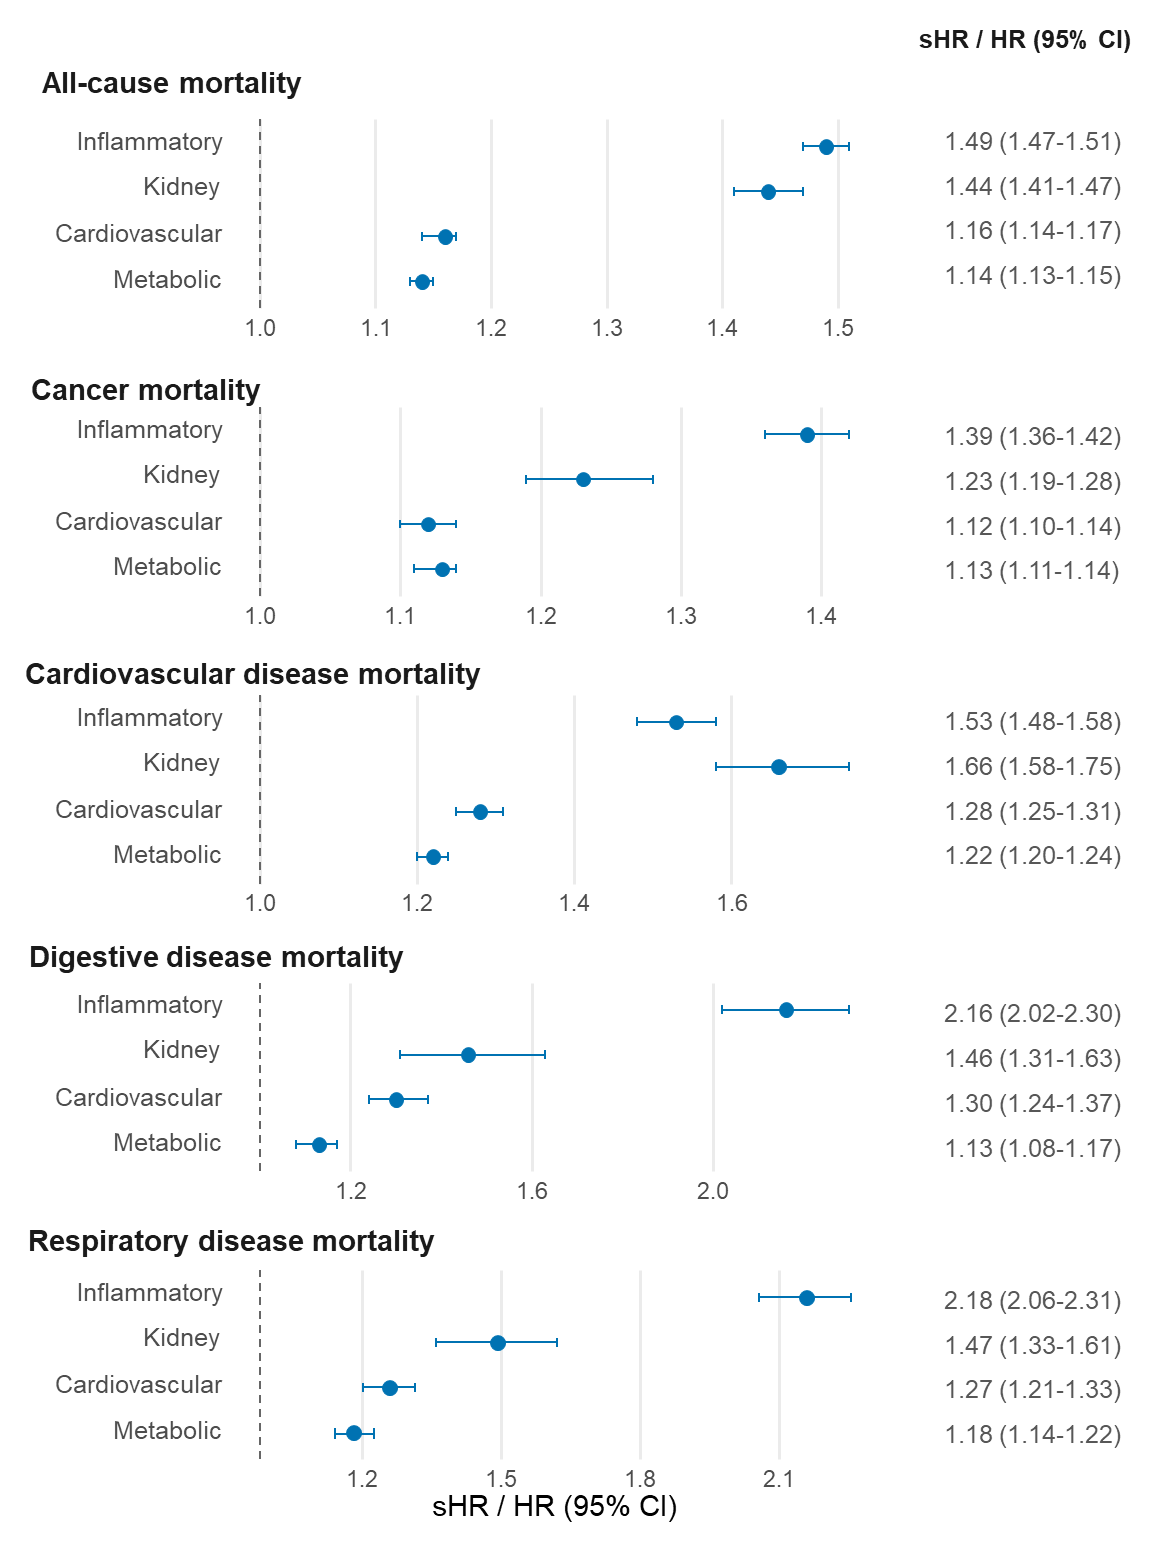 sHR / HR (95% CI)
All-cause mortality
Inflammatory 1.49 (1.47-1.51)
Kidney 1.44 (1.41-1.47)
Cardiovascular 1.16 (1.14-1.17)
Metabolic 1.14 (1.13-1.15)
1.0 1.1 1.2 1.3 1.4 1.5
Cancer mortality
Inflammatory 1.39 (1.36-1.42)
Kidney 1.23 (1.19-1.28)
Cardiovascular 1.12 (1.10-1.14)
Metabolic 1.13 (1.11-1.14)
1.0 1.1 1.2 1.3 1.4
Cardiovascular disease mortality
Inflammatory 1.53 (1.48-1.58)
Kidney 1.66 (1.58-1.75)
Cardiovascular 1.28 (1.25-1.31)
Metabolic 1.22 (1.20-1.24)
1.0 1.2 1.4 1.6
Digestive disease mortality
Inflammatory 2.16 (2.02-2.30)
Kidney 1.46 (1.31-1.63)
Cardiovascular 1.30 (1.24-1.37)
Metabolic 1.13 (1.08-1.17)
1.2 1.6 2.0
Respiratory disease mortality
Inflammatory 2.18 (2.06-2.31)
Kidney 1.47 (1.33-1.61)
Cardiovascular 1.27 (1.21-1.33)
Metabolic 1.18 (1.14-1.22)
1.2 1.5 1.8 2.1
sHR / HR (95% CI)